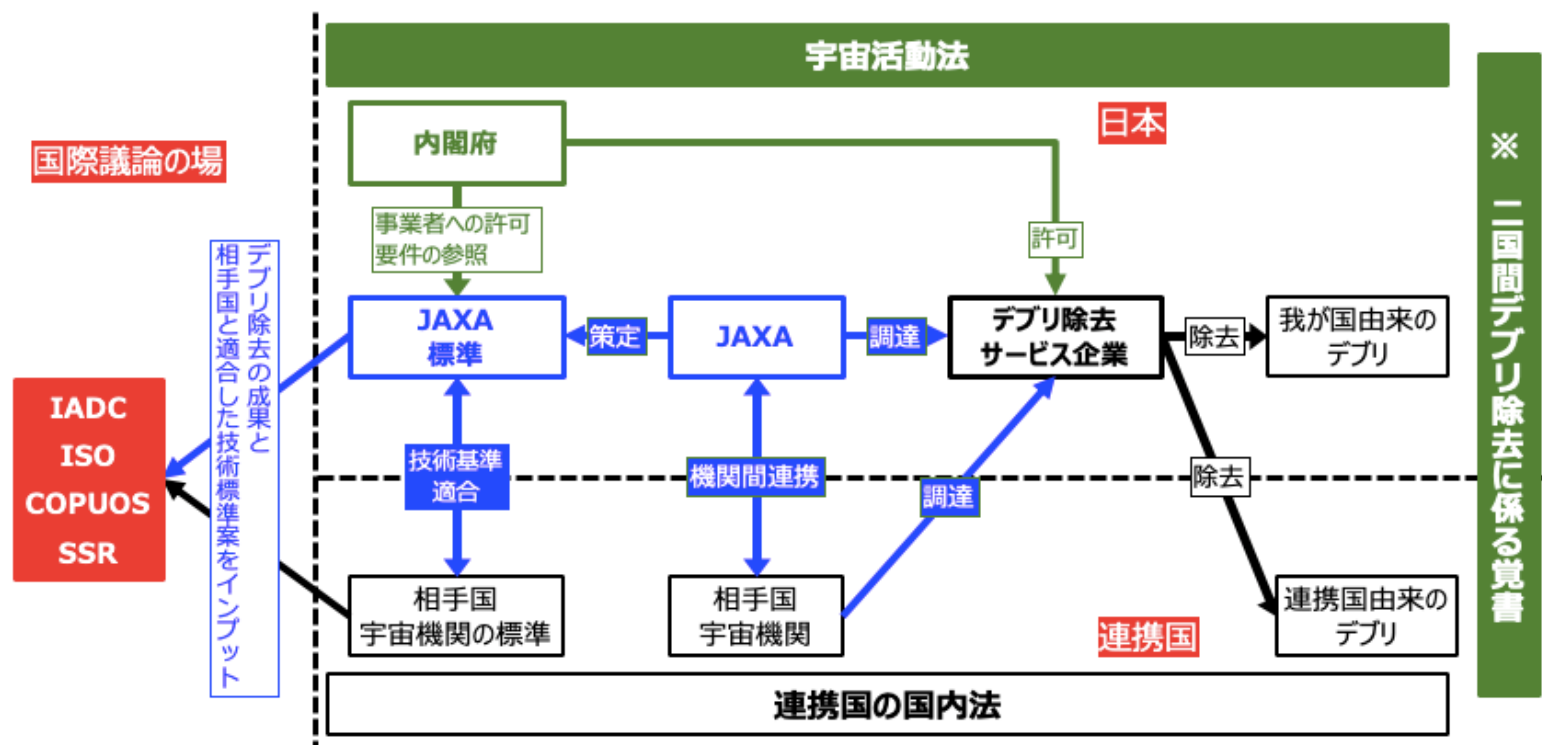 宇宙活動法
日本
国際議論の場
内閣府
事業者への許可
要件の参照
許可
※ 二国間デブリ除去に係る覚書
デブリ除去の成果と
相手国と適合した技術標準案をインプット
JAXA
標準
策定
JAXA
調達
デブリ除去
サービス企業
除去
我が国由来の
デブリ
IADC
ISO
COPUOS
SSR
技術基準
適合
機関間連携
調達
除去
相手国
宇宙機関の標準
相手国
宇宙機関
連携国
連携国由来の
デブリ
連携国の国内法